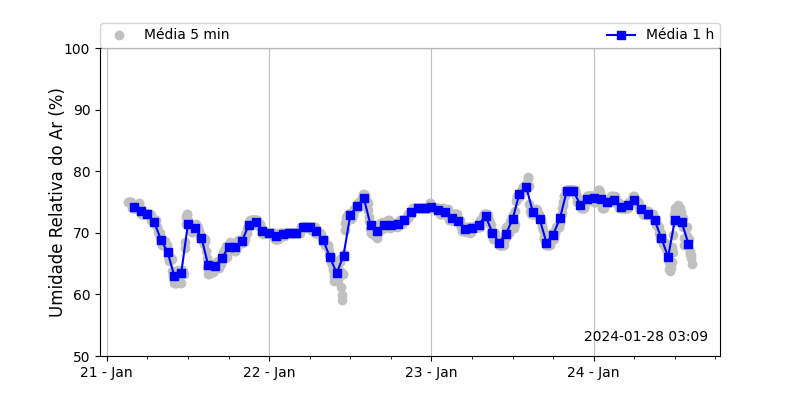 Média 5 min
Média 1 h
Umidade Relativa do Ar (%)
100
90
80
70
60
50
2024-01-28 03:09
21 - Jan
22 - Jan
23 - Jan
24 - Jan